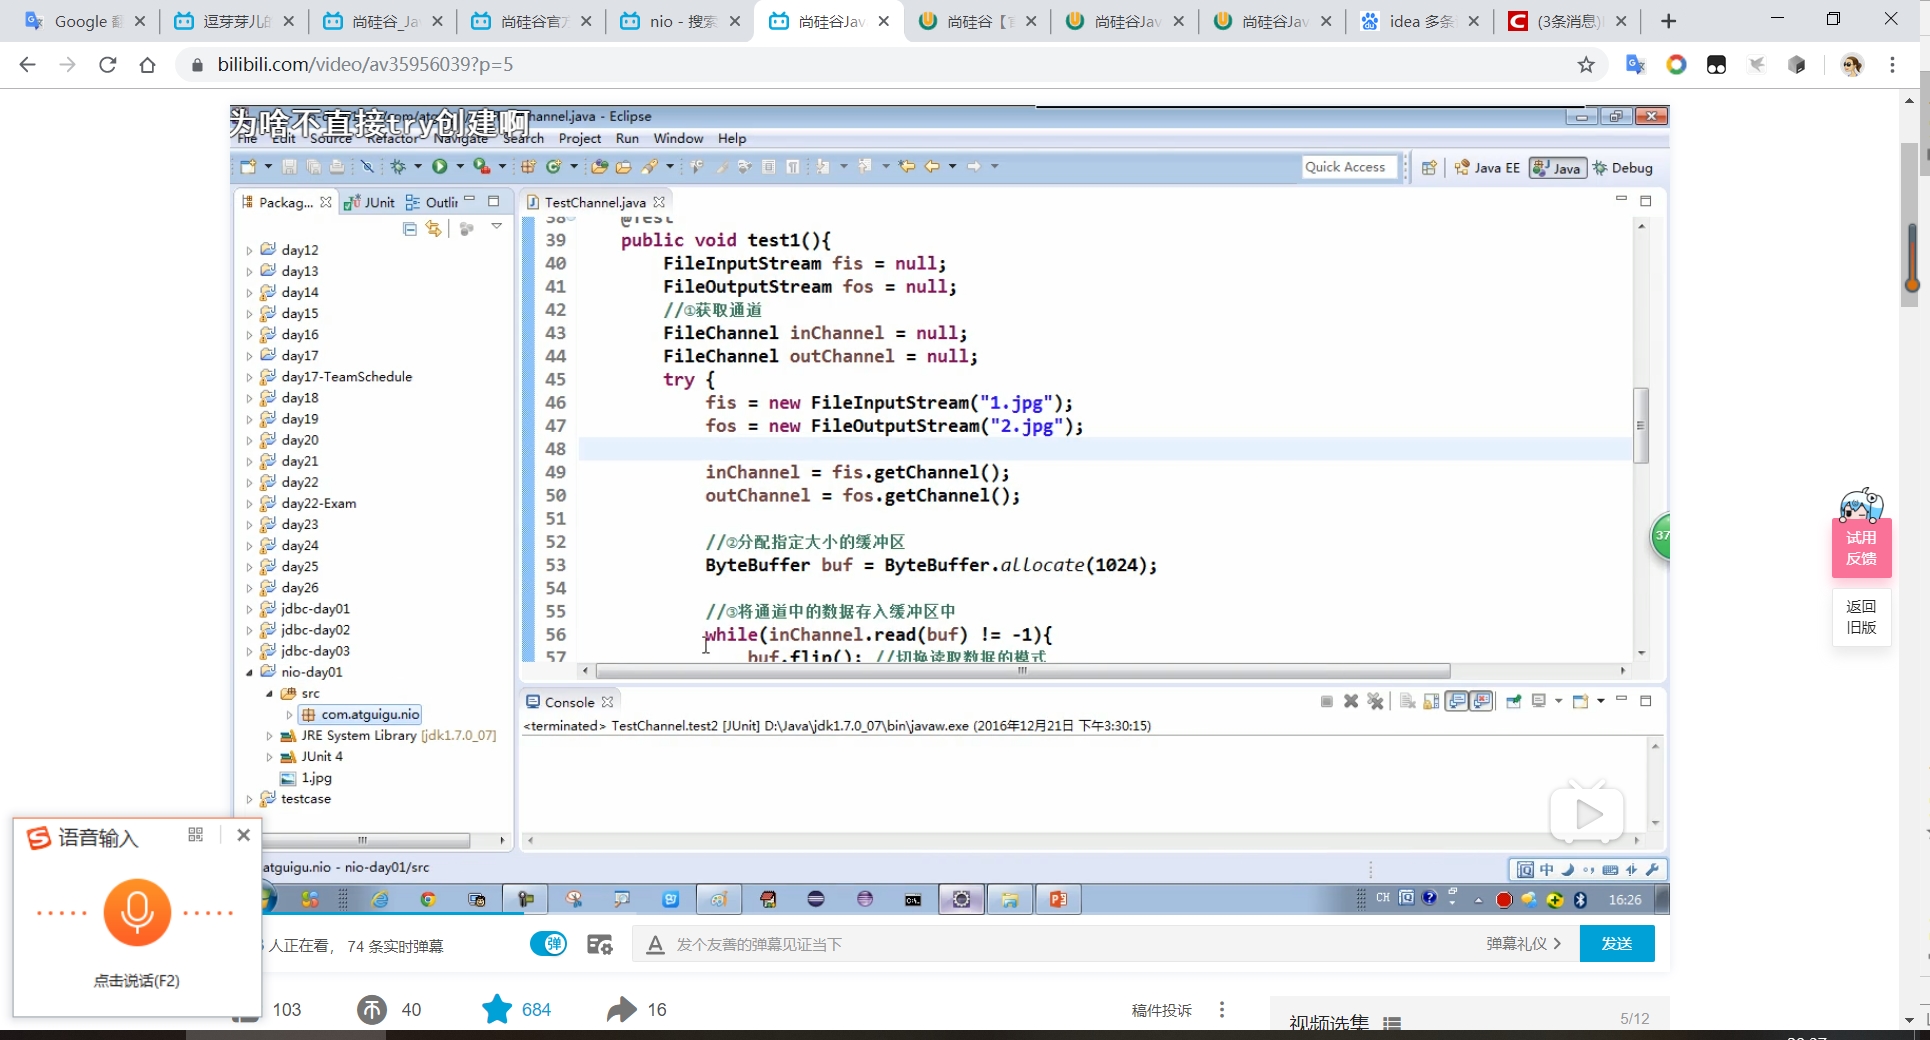 Google 翻
逗芽芽儿的
尚硅谷_Ja
尚硅谷官方
nio - 搜索
尚硅谷Jav
尚硅谷【官
尚硅谷Jav
尚硅谷Jav
idea 多条
(3条消息)
bilibili.com/video/av35956039?p=5
为啥不直接try创建啊
hannel.java - Eclipse
File Edit Source Refactor Navigate Search Project Run Window Help
Quick Access
Java EE
Java
Debug
Packag...
JUnit
Outlir
TestChannel.java
day12
day13
day14
day15
day16
day17
day17-TeamSchedule
day18
day19
day20
day21
day22
day22-Exam
day23
day24
day25
day26
jdbc-day01
jdbc-day02
jdbc-day03
nio-day01
src
com.atguigu.nio
JRE System Library [jdk1.7.0_07]
JUnit 4
1.jpg
testcase
38 @Test
39 public void test1(){
40 FileInputStream fis = null;
41 FileOutputStream fos = null;
42 //①获取通道
43 FileChannel inChannel = null;
44 FileChannel outChannel = null;
45 try {
46 fis = new FileInputStream("1.jpg");
47 fos = new FileOutputStream("2.jpg");
48
49 inChannel = fis.getChannel();
50 outChannel = fos.getChannel();
51
52 //②分配指定大小的缓冲区
53 ByteBuffer buf = ByteBuffer.allocate(1024);
54
55 //③将通道中的数据存入缓冲区中
56 while(inChannel.read(buf) != -1){
57 buf.flip(); //切换读取数据的模式
Console
<terminated> TestChannel.test2 [JUnit] D:\Java\jdk1.7.0_07\bin\javaw.exe (2016年12月21日 下午3:30:15)
37
试用
反馈
返回
旧版
语音输入
点击说话(F2)
atguigu.nio - nio-day01/src
中
CH
16:26
人正在看， 74 条实时弹幕
弹
发个友善的弹幕见证当下
弹幕礼仪
发送
103
40
684
16
稿件投诉
视频选集
5/12